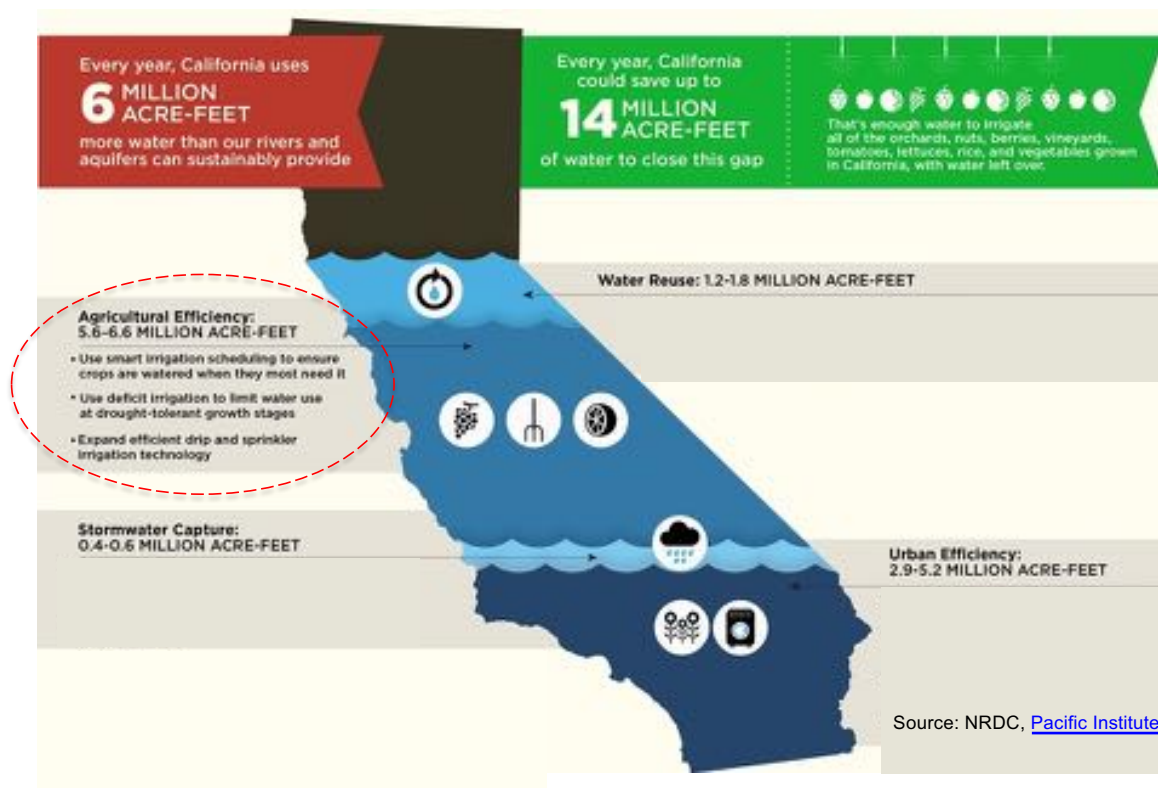 Every year, California uses
6 MILLION
ACRE-FEET
more water than our rivers and
aquifers can sustainably provide
Every year, California
could save up to
14 MILLION
ACRE-FEET
of water to close this gap
That's enough water to irrigate
all of the orchards, nuts, berries, vineyards,
tomatoes, lettuces, rice, and vegetables grown
in California, with water left over.
Water Reuse: 1.2-1.8 MILLION ACRE-FEET
Agricultural Efficiency:
5.6-6.6 MILLION ACRE-FEET
• Use smart irrigation scheduling to ensure
crops are watered when they most need it
• Use deficit irrigation to limit water use
at drought-tolerant growth stages
• Expand efficient drip and sprinkler
irrigation technology
Stormwater Capture:
0.4-0.6 MILLION ACRE-FEET
Urban Efficiency:
2.9-5.2 MILLION ACRE-FEET
Source: NRDC, Pacific Institute